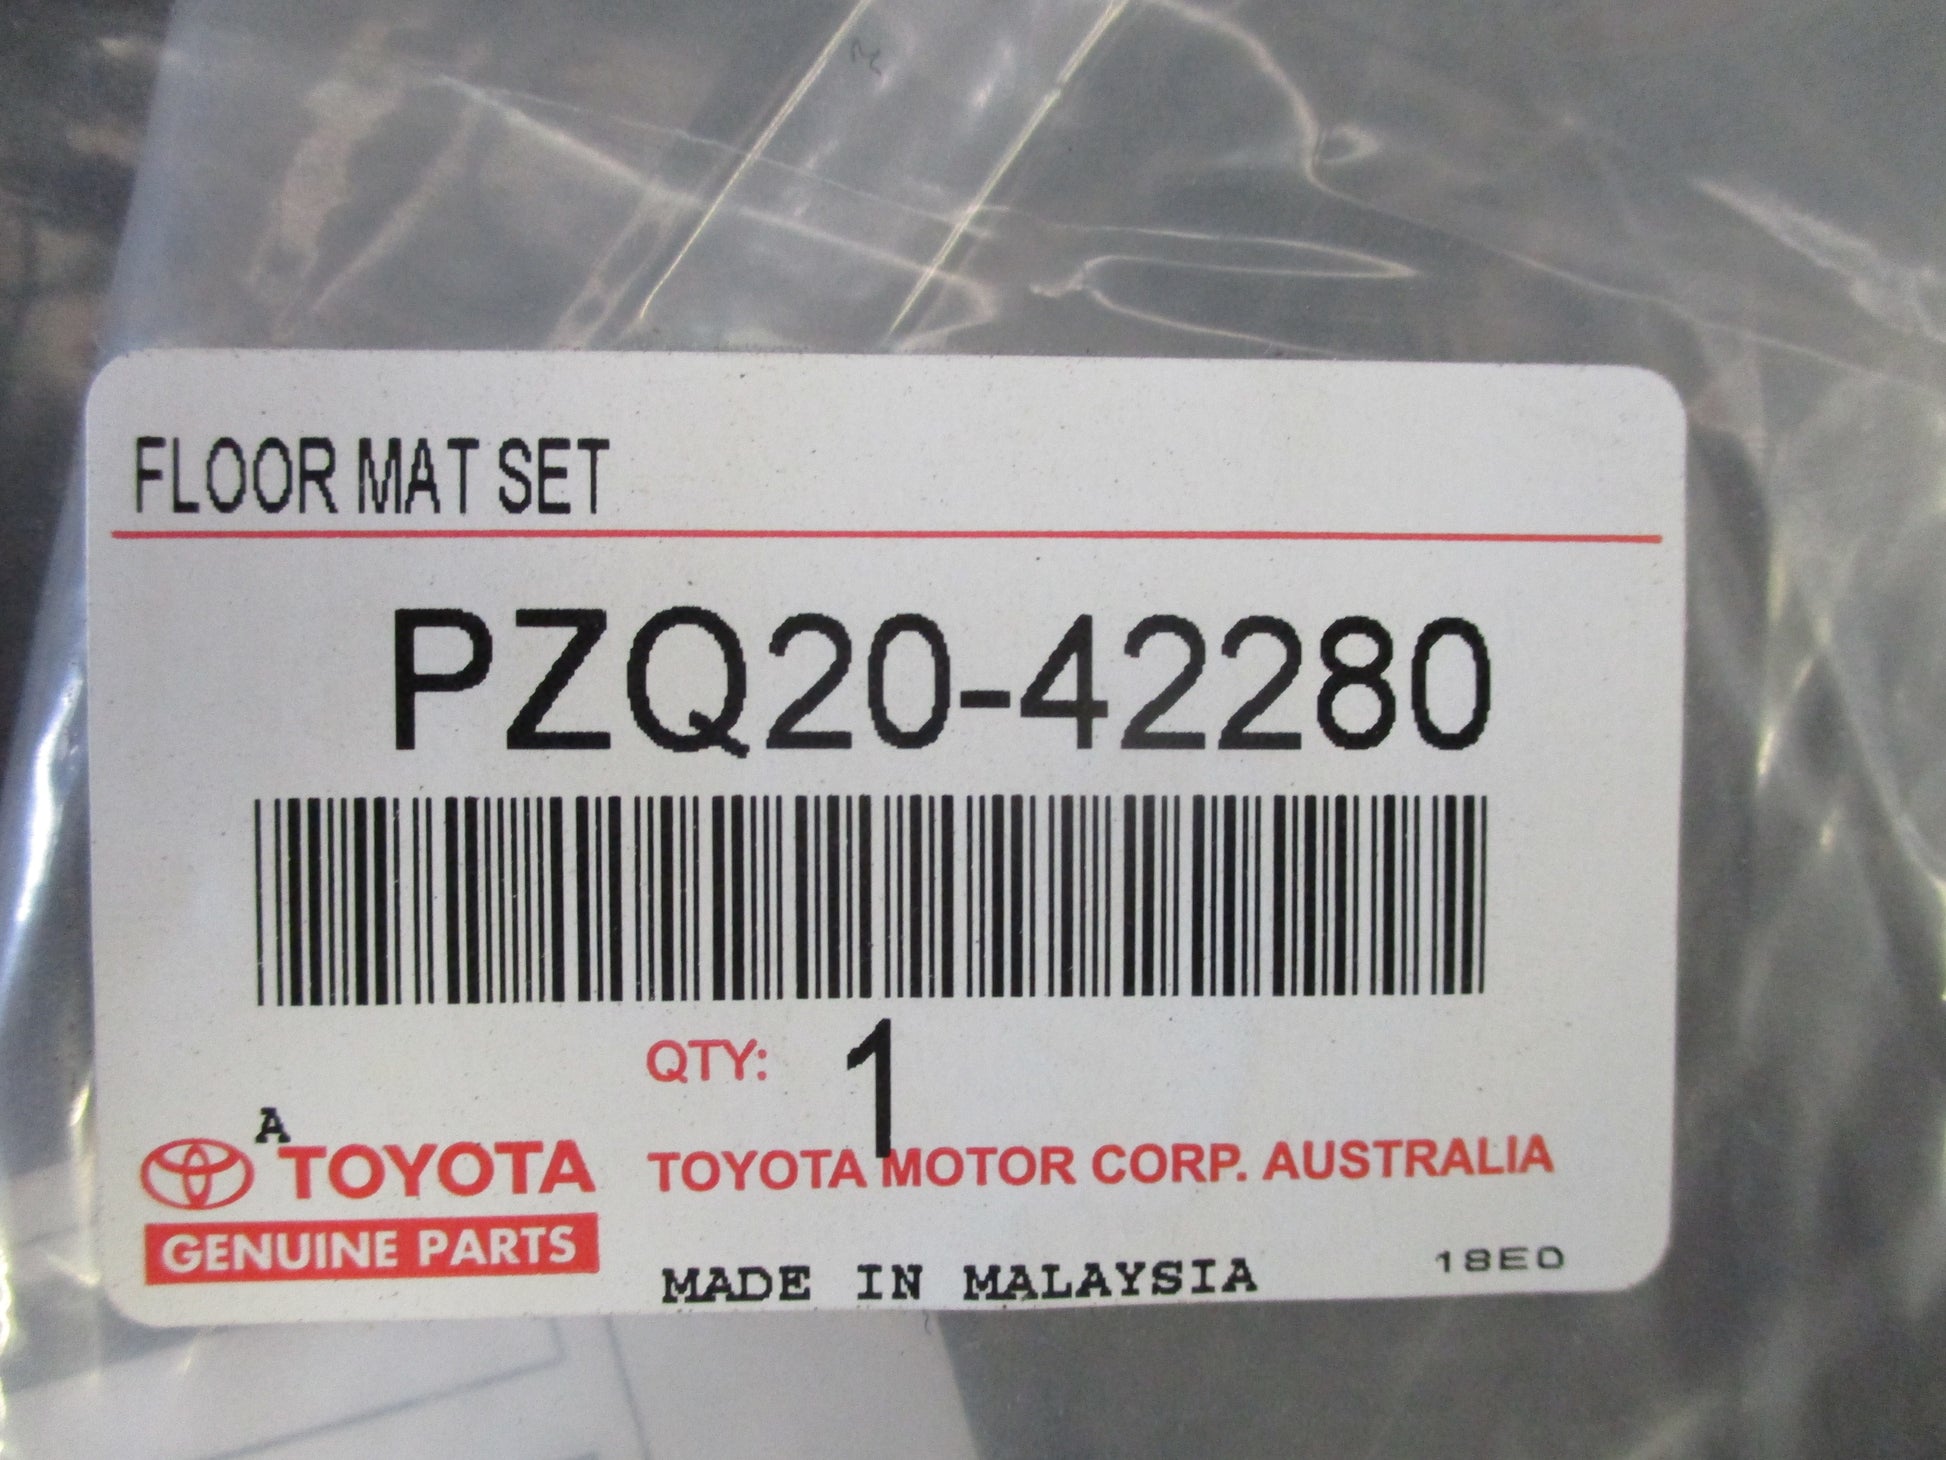 FLOOR MAT SET
PZQ20-42280
QTY: 1
A
TOYOTA
GENUINE PARTS
TOYOTA MOTOR CORP. AUSTRALIA
MADE IN MALAYSIA
18E0